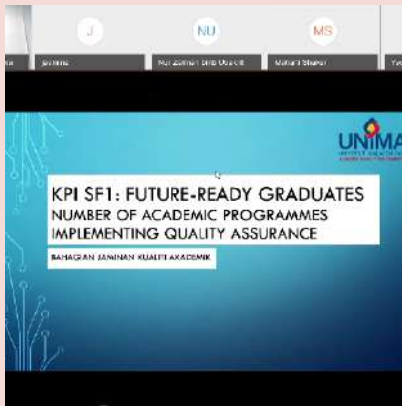 J NU MS
Jasmine
UNIMA
KPI SF1: FUTURE-READY GRADUATES
NUMBER OF ACADEMIC PROGRAMMES
IMPLEMENTING QUALITY ASSURANCE
BAHAGIAN JAMINAN KUALITI AKADEMIK